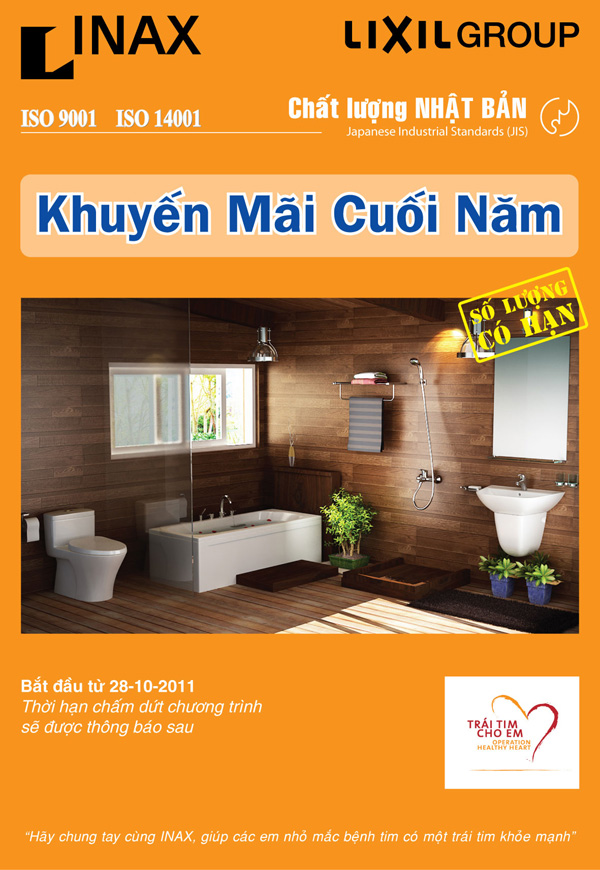 INAX
LIXIL GROUP
ISO 9001 ISO 14001
Chất lượng NHẬT BẢN
Japanese Industrial Standards (JIS)
Khuyến Mãi Cuối Năm
SỐ LƯỢNG
CÓ HẠN
Bắt đầu từ 28-10-2011
Thời hạn chấm dứt chương trình
sẽ được thông báo sau
TRÁI TIM
CHO EM
OPERATION
HEALTHY HEART
“Hãy chung tay cùng INAX, giúp các em nhỏ mắc bệnh tim có một trái tim khỏe mạnh”